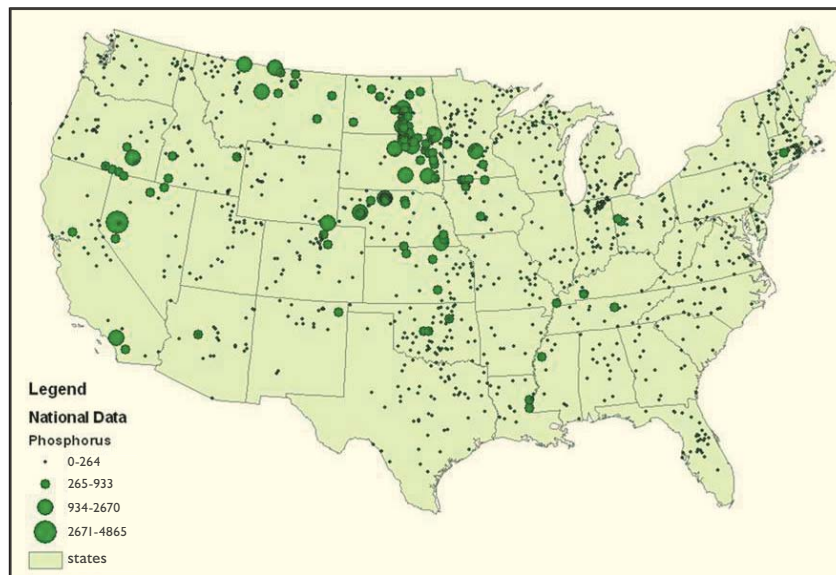 Legend
National Data
Phosphorus
0-264
265-933
934-2670
2671-4865
states